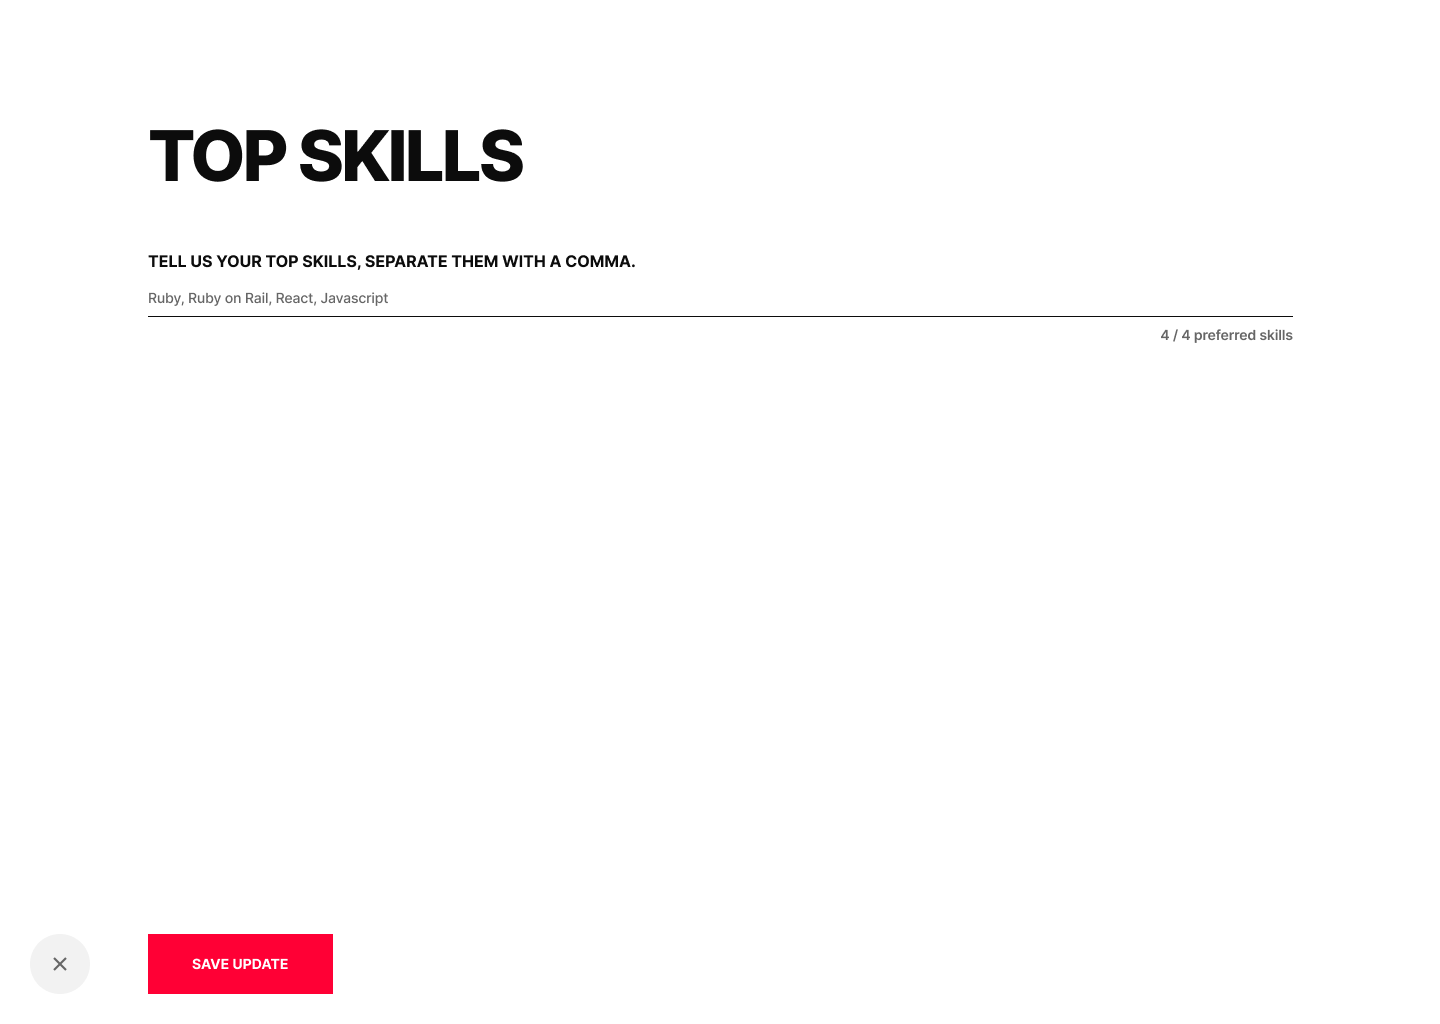 TOP SKILLS
TELL US YOUR TOP SKILLS, SEPARATE THEM WITH A COMMA.
Ruby, Ruby on Rail, React, Javascript
4 / 4 preferred skills
SAVE UPDATE